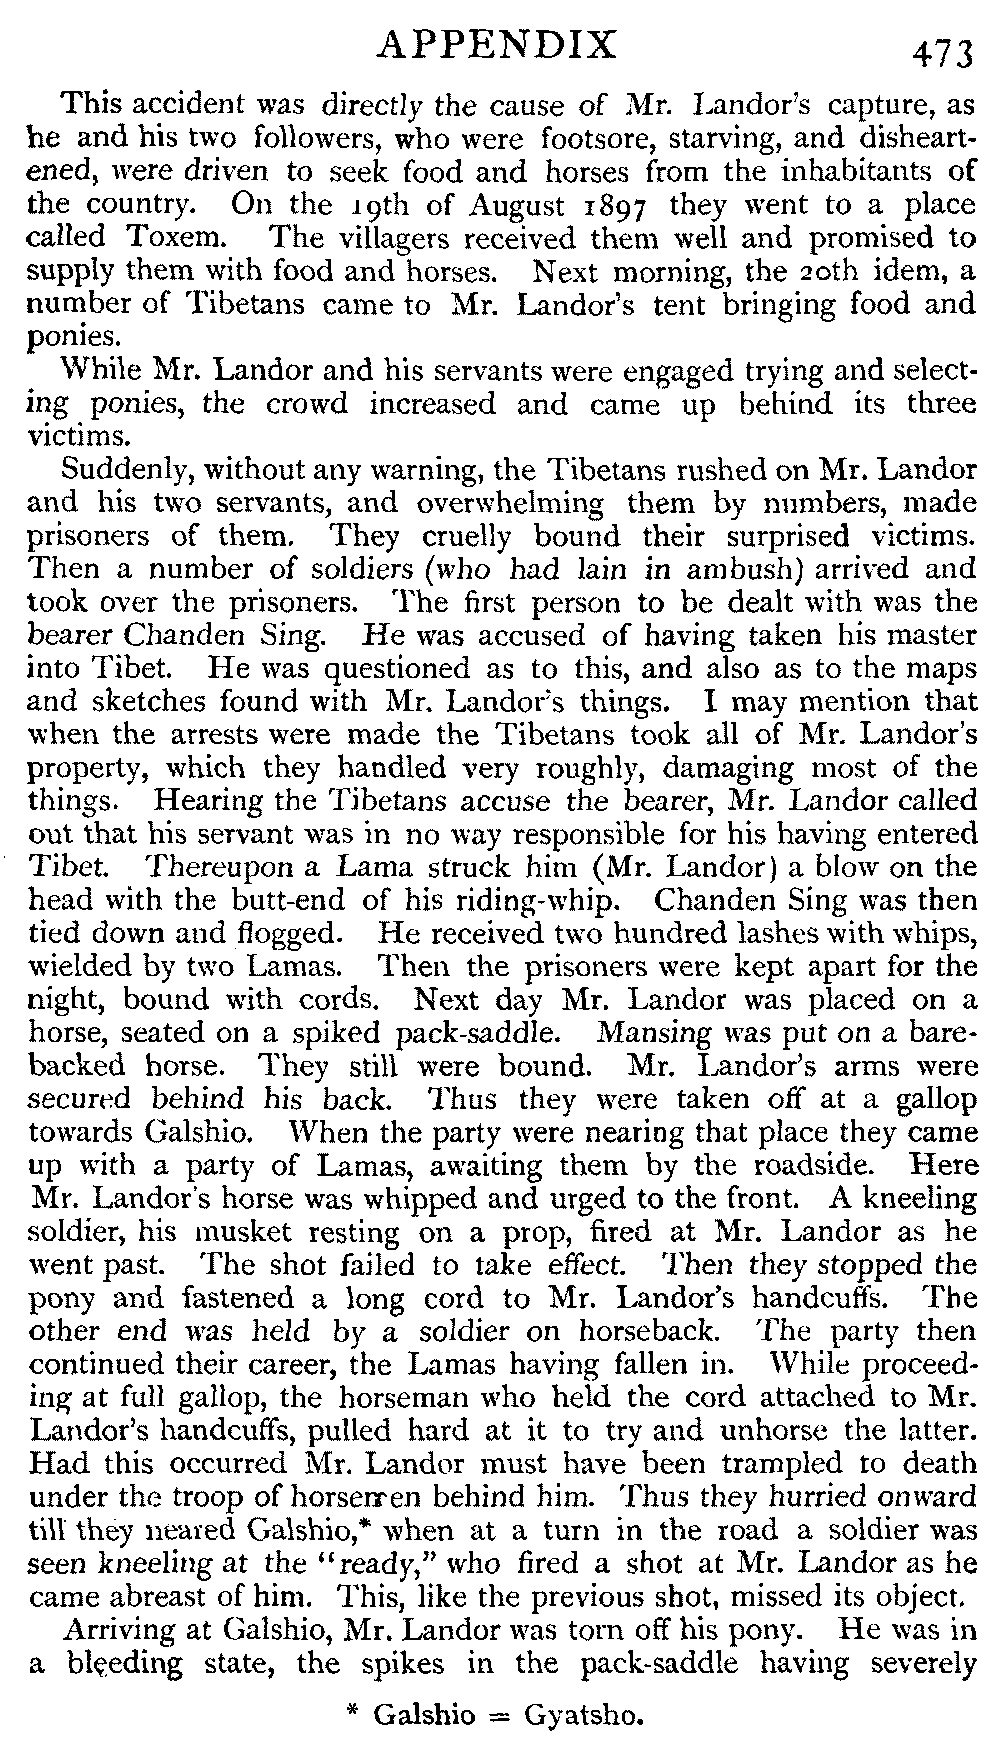 APPENDIX 473
This accident was directly the cause of Mr. Landor's capture, as
he and his two followers, who were footsore, starving, and disheart-
ened, were driven to seek food and horses from the inhabitants of
the country. On the 19th of August 1897 they went to a place
called Toxem. The villagers received them well and promised to
supply them with food and horses. Next morning, the 20th idem, a
number of Tibetans came to Mr. Landor's tent bringing food and
ponies.
While Mr. Landor and his servants were engaged trying and select-
ing ponies, the crowd increased and came up behind its three
victims.
Suddenly, without any warning, the Tibetans rushed on Mr. Landor
and his two servants, and overwhelming them by numbers, made
prisoners of them. They cruelly bound their surprised victims.
Then a number of soldiers (who had lain in ambush) arrived and
took over the prisoners. The first person to be dealt with was the
bearer Chanden Sing. He was accused of having taken his master
into Tibet. He was questioned as to this, and also as to the maps
and sketches found with Mr. Landor's things. I may mention that
when the arrests were made the Tibetans took all of Mr. Landor's
property, which they handled very roughly, damaging most of the
things. Hearing the Tibetans accuse the bearer, Mr. Landor called
out that his servant was in no way responsible for his having entered
Tibet. Thereupon a Lama struck him (Mr. Landor) a blow on the
head with the butt-end of his riding-whip. Chanden Sing was then
tied down and flogged. He received two hundred lashes with whips,
wielded by two Lamas. Then the prisoners were kept apart for the
night, bound with cords. Next day Mr. Landor was placed on a
horse, seated on a spiked pack-saddle. Mansing was put on a bare-
backed horse. They still were bound. Mr. Landor's arms were
secured behind his back. Thus they were taken off at a gallop
towards Galshio. When the party were nearing that place they came
up with a party of Lamas, awaiting them by the roadside. Here
Mr. Landor's horse was whipped and urged to the front. A kneeling
soldier, his musket resting on a prop, fired at Mr. Landor as he
went past. The shot failed to take effect. Then they stopped the
pony and fastened a long cord to Mr. Landor's handcuffs. The
other end was held by a soldier on horseback. The party then
continued their career, the Lamas having fallen in. While proceed-
ing at full gallop, the horseman who held the cord attached to Mr.
Landor's handcuffs, pulled hard at it to try and unhorse the latter.
Had this occurred Mr. Landor must have been trampled to death
under the troop of horsemen behind him. Thus they hurried onward
till they neared Galshio,* when at a turn in the road a soldier was
seen kneeling at the "ready," who fired a shot at Mr. Landor as he
came abreast of him. This, like the previous shot, missed its object.
Arriving at Galshio, Mr. Landor was torn off his pony. He was in
a bleeding state, the spikes in the pack-saddle having severely
* Galshio = Gyatsho.